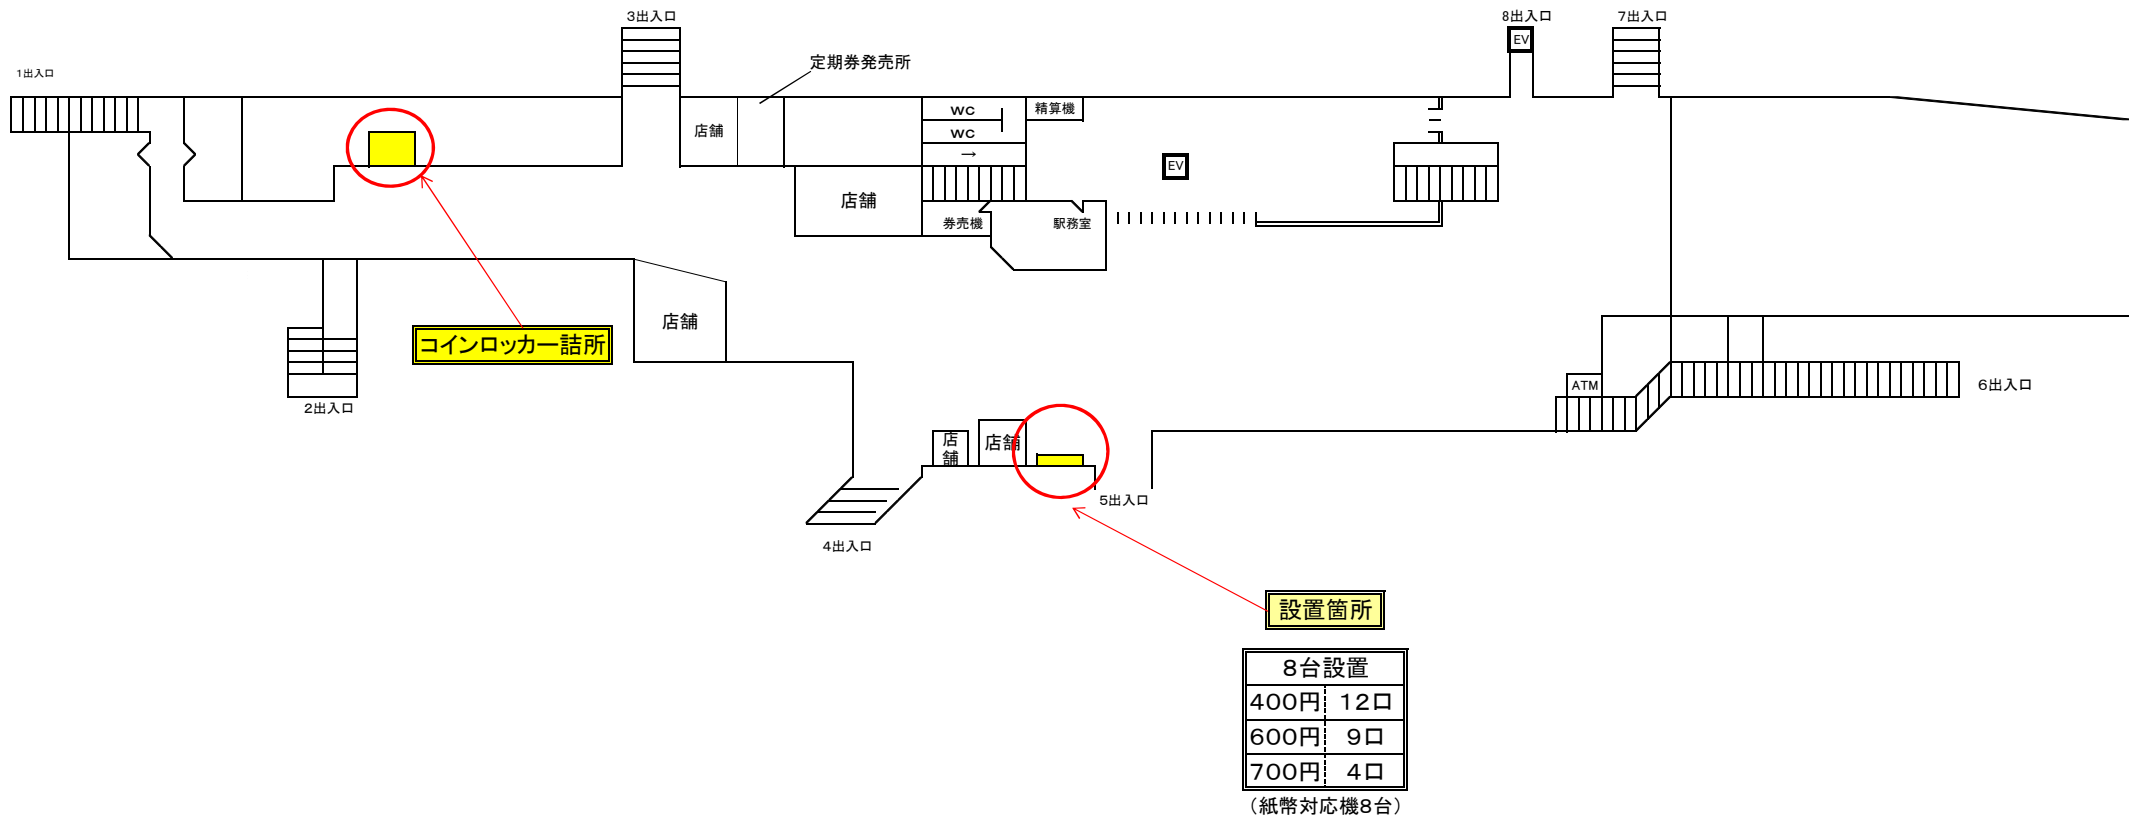 3出入口
8出入口
7出入口
EV
定期券発売所
1出入口
店舗
WC
WC
→
精算機
EV
店舗
券売機
駅務室
店舗
コインロッカー詰所
ATM
6出入口
2出入口
店
舗
店舗
5出入口
4出入口
設置箇所
8台設置
400円 12口
600円 9口
700円 4口
（紙幣対応機8台）